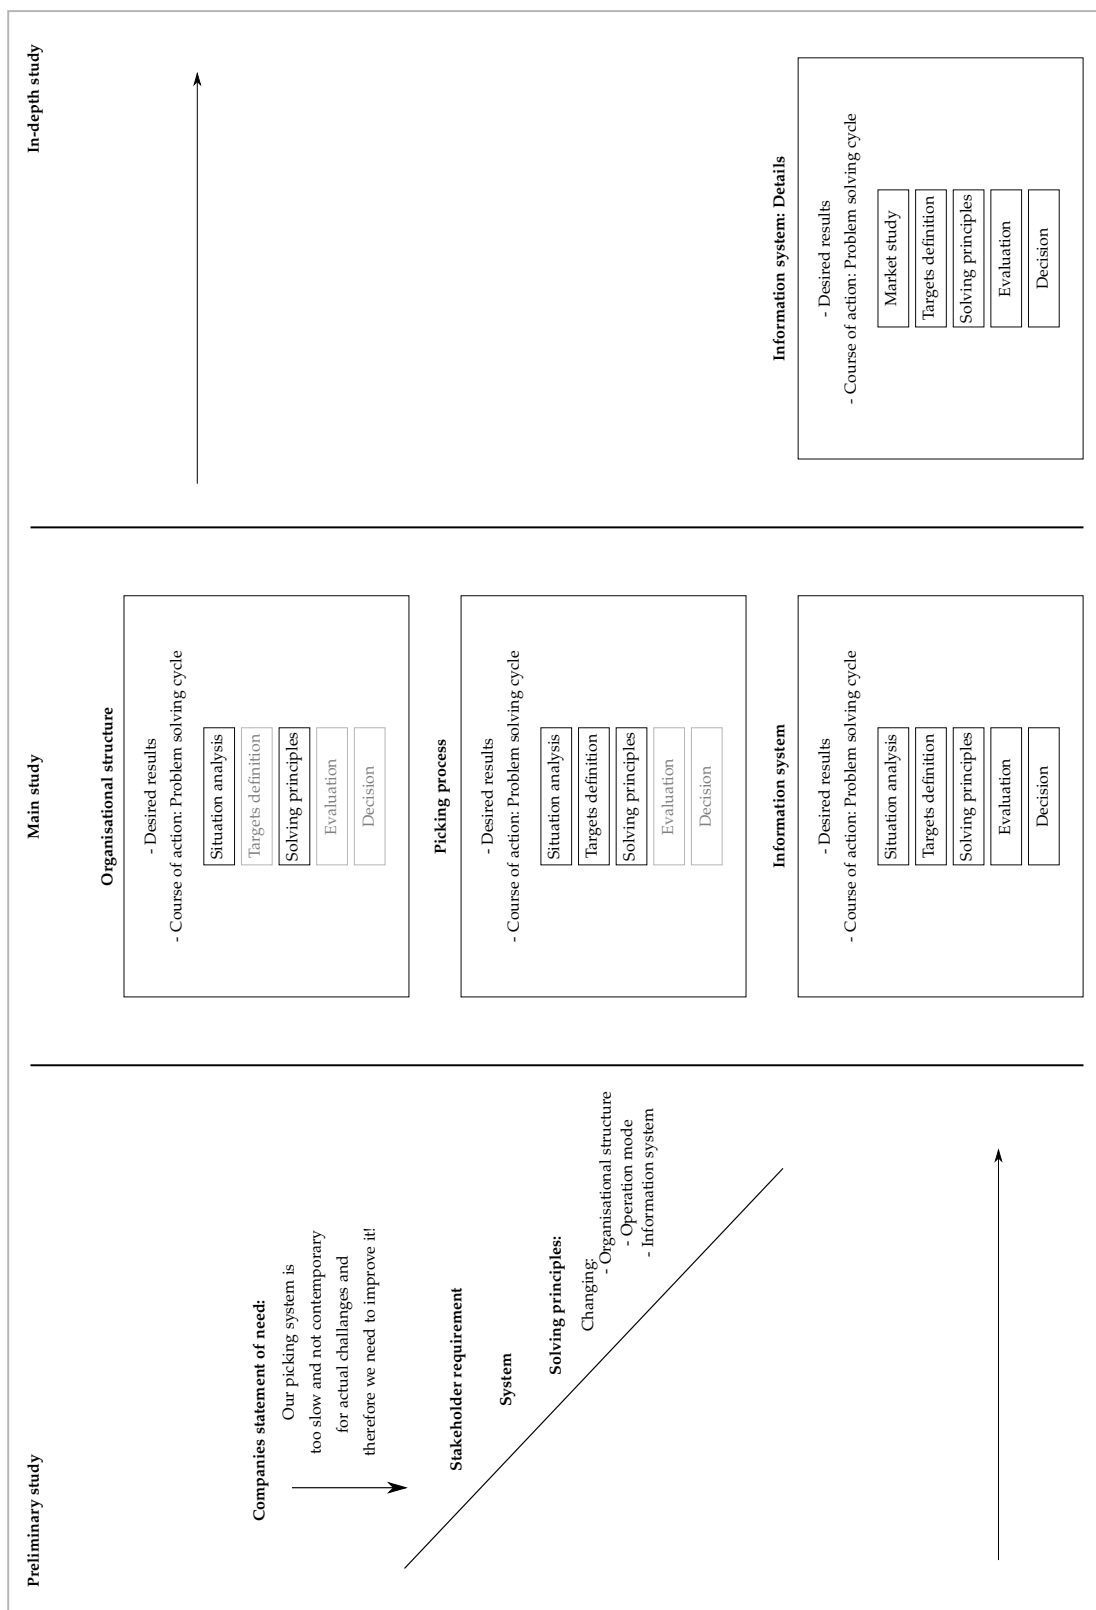 Preliminary study
Companies statement of need:
Our picking system is
too slow and not contemporary
for actual challanges and
therefore we need to improve it!
Stakeholder requirement
System
Solving principles:
Changing:
- Organisational structure
- Operation mode
- Information system
Main study
Organisational structure
- Desired results
- Course of action: Problem solving cycle
Situation analysis
Targets definition
Solving principles
Evaluation
Decision
Picking process
- Desired results
- Course of action: Problem solving cycle
Situation analysis
Targets definition
Solving principles
Evaluation
Decision
Information system
- Desired results
- Course of action: Problem solving cycle
Situation analysis
Targets definition
Solving principles
Evaluation
Decision
In-depth study
Information system: Details
- Desired results
- Course of action: Problem solving cycle
Market study
Targets definition
Solving principles
Evaluation
Decision